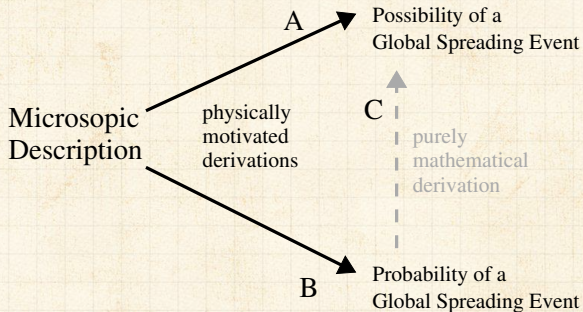 A
Possibility of a
Global Spreading Event
Microsopic
Description
physically
motivated
derivations
C
purely
mathematical
derivation
B
Probability of a
Global Spreading Event